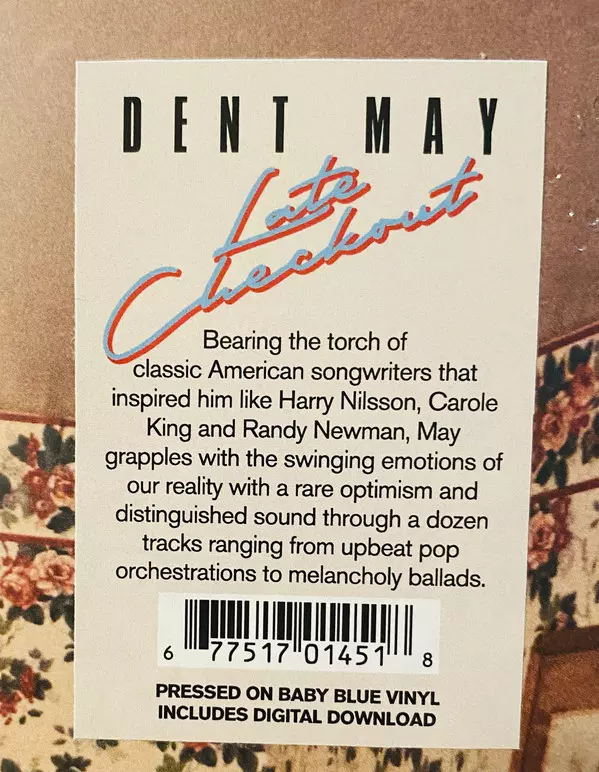 DENT MAY
Late
Checkout
Bearing the torch of
classic American songwriters that
inspired him like Harry Nilsson, Carole
King and Randy Newman, May
grapples with the swinging emotions of
our reality with a rare optimism and
distinguished sound through a dozen
tracks ranging from upbeat pop
orchestrations to melancholy ballads.
6 77517 01451 8
PRESSED ON BABY BLUE VINYL
INCLUDES DIGITAL DOWNLOAD